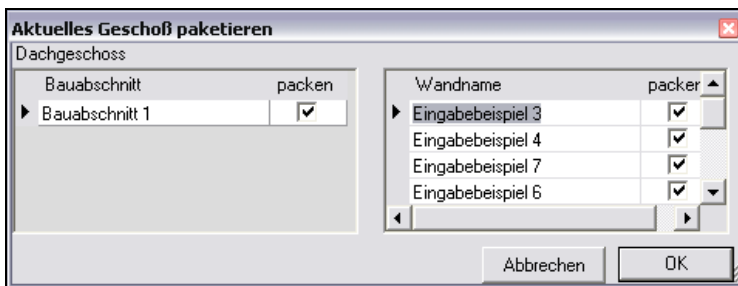 Aktuelles Geschoß paketieren
Dachgeschoss
Bauabschnitt packen
Bauabschnitt 1
Wandname packen
Eingabebeispiel 3
Eingabebeispiel 4
Eingabebeispiel 7
Eingabebeispiel 6
Abbrechen OK